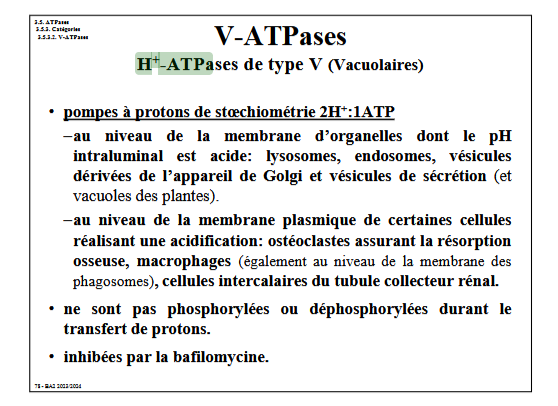 3.5. ATPases
3.5.3. Catégories
3.5.3.2. V-ATPases
V-ATPases
H⁺-ATPases de type V (Vacuolaires)
• pompes à protons de stœchiométrie 2H⁺:1ATP
–au niveau de la membrane d'organelles dont le pH
intraluminal est acide: lysosomes, endosomes, vésicules
dérivées de l'appareil de Golgi et vésicules de sécrétion (et
vacuoles des plantes).
–au niveau de la membrane plasmique de certaines cellules
réalisant une acidification: ostéoclastes assurant la résorption
osseuse, macrophages (également au niveau de la membrane des
phagosomes), cellules intercalaires du tubule collecteur rénal.
• ne sont pas phosphorylées ou déphosphorylées durant le
transfert de protons.
• inhibées par la bafilomycine.
78 - BA2 2023/2024